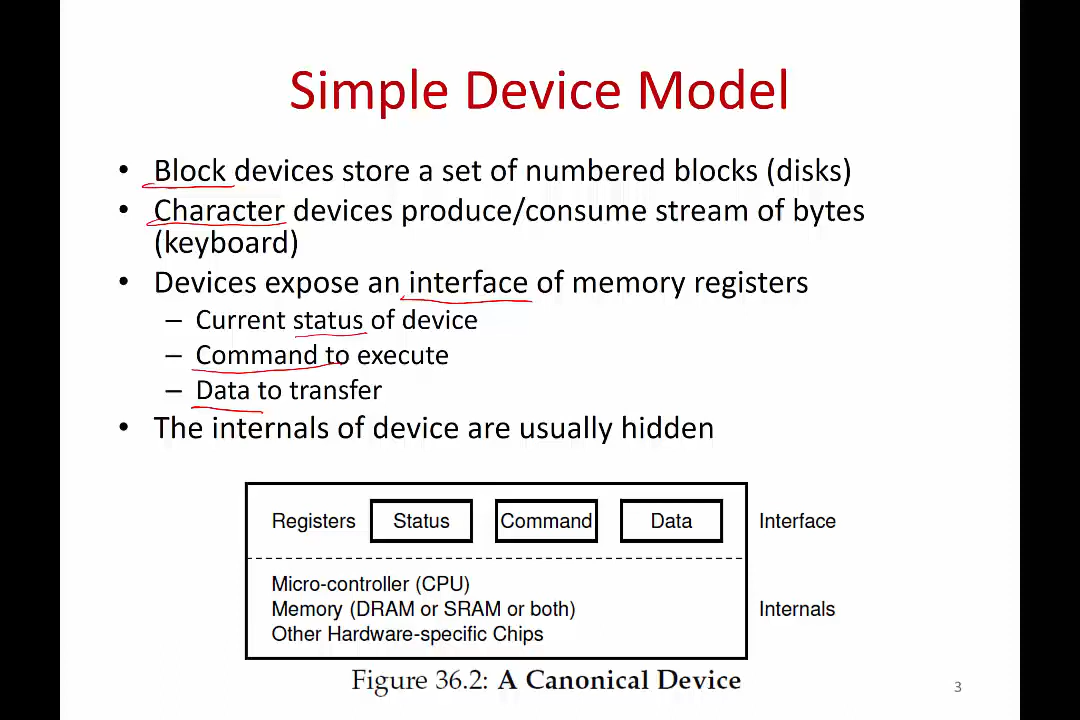 Simple Device Model
• Block devices store a set of numbered blocks (disks)
• Character devices produce/consume stream of bytes
(keyboard)
• Devices expose an interface of memory registers
– Current status of device
– Command to execute
– Data to transfer
• The internals of device are usually hidden
Registers Status Command Data Interface
Micro-controller (CPU)
Memory (DRAM or SRAM or both) Internals
Other Hardware-specific Chips
Figure 36.2: A Canonical Device
3